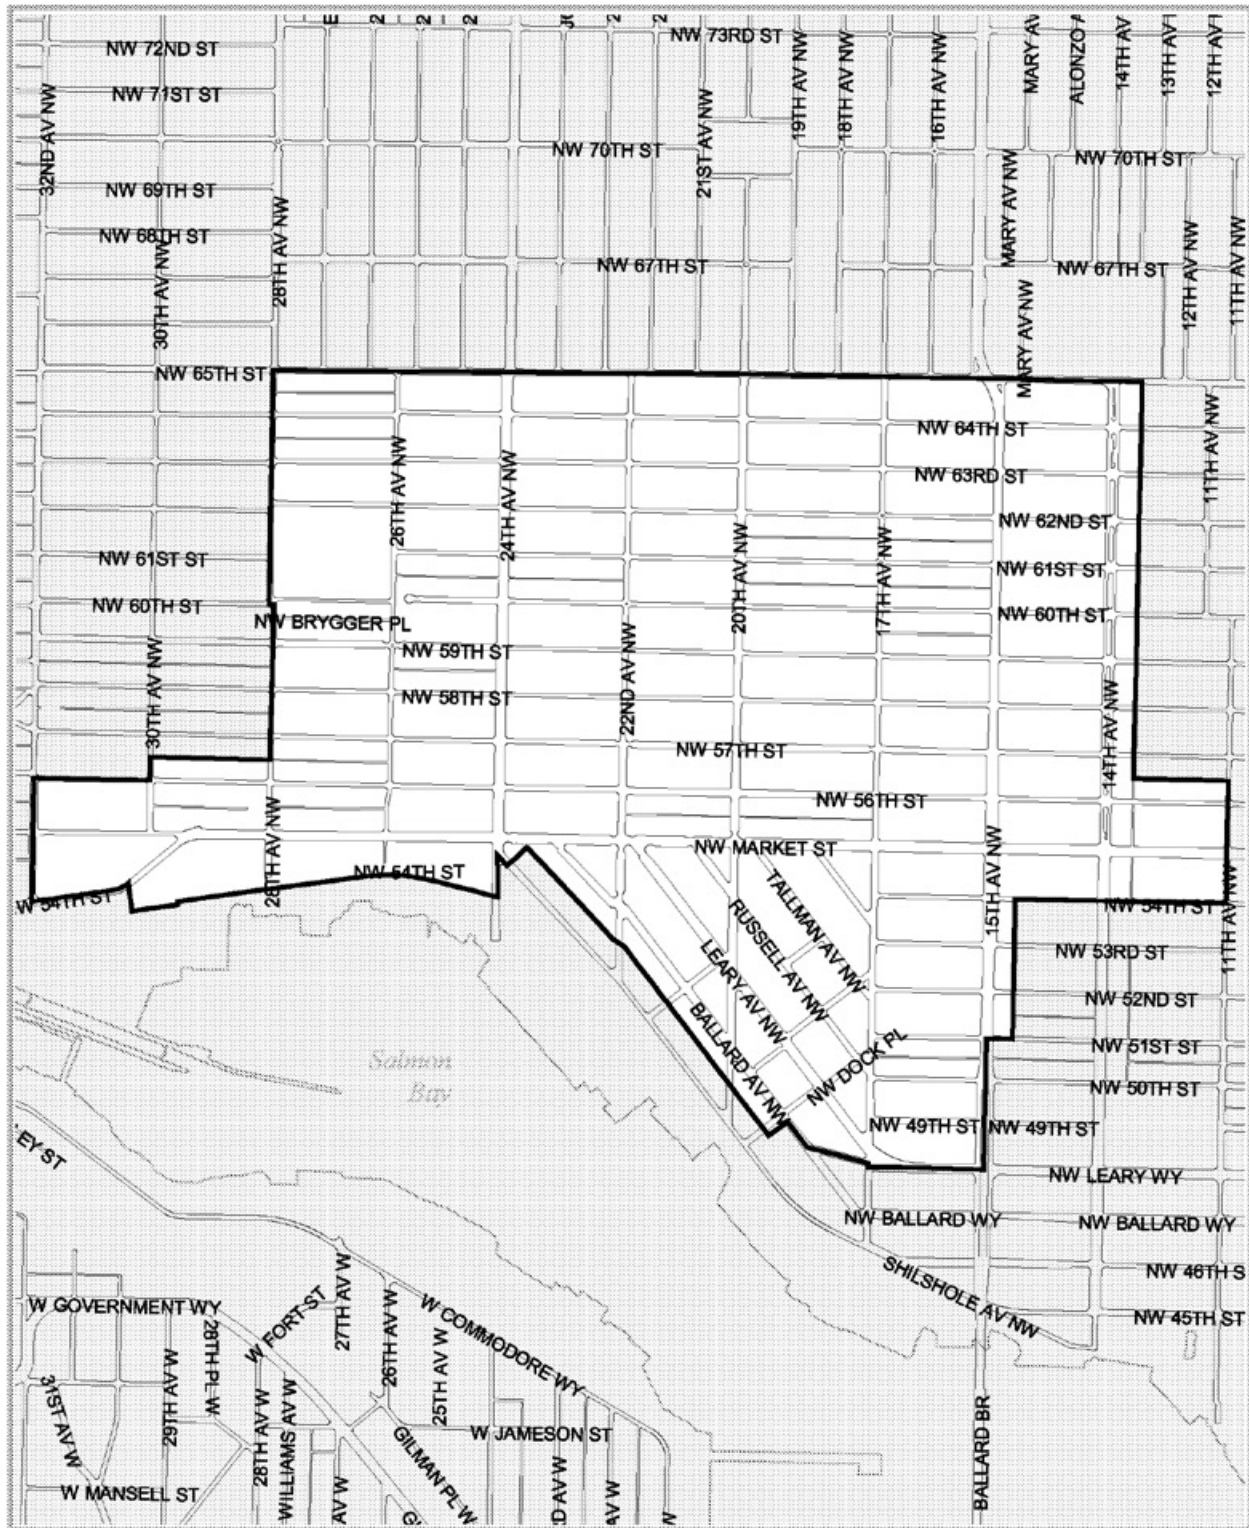 NW 73RD ST
NW 72ND ST
NW 71ST ST
32ND AV NW
19TH AV NW
18TH AV NW
16TH AV NW
14TH AV
NW 70TH ST
NW 70TH ST
21ST AV NW
NW 69TH ST
NW 68TH ST
30TH AV NW
28TH AV NW
MARY AV NW
NW 67TH ST
NW 67TH ST
12TH AV NW
11TH AV NW
MARY AV NW
NW 65TH ST
NW 64TH ST
NW 63RD ST
11TH AV NW
26TH AV NW
24TH AV NW
NW 62ND ST
NW 61ST ST
NW 61ST ST
20TH AV NW
17TH AV NW
NW 60TH ST
NW 60TH ST
NW BRYGGER PL
NW 59TH ST
30TH AV NW
22ND AV NW
NW 58TH ST
14TH AV NW
NW 57TH ST
NW 56TH ST
28TH AV NW
NW MARKET ST
15TH AV NW
NW 54TH ST
W 54TH ST
NW 54TH ST
11TH AV NW
TALLMAN AV NW
RUSSELL AV NW
LEARY AV NW
BALLARD AV NW
NW 53RD ST
NW 52ND ST
NW 51ST ST
NW DOCK PL
NW 50TH ST
Salmon
Bay
NW 49TH ST
NW 49TH ST
LEY ST
NW LEARY WY
NW BALLARD WY
NW BALLARD WY
SHILSHOLE AV NW
NW 46TH S
NW 45TH ST
W GOVERNMENT WY
28TH PL W
W FORT ST
27TH AV W
26TH AV W
W COMMODORE WY
25TH AV W
31ST AV W
29TH AV W
28TH AV W
WILLIAMS AV W
GILMAN PL W
W JAMESON ST
BALLARD BR
W MANSELL ST
AV W
AV W